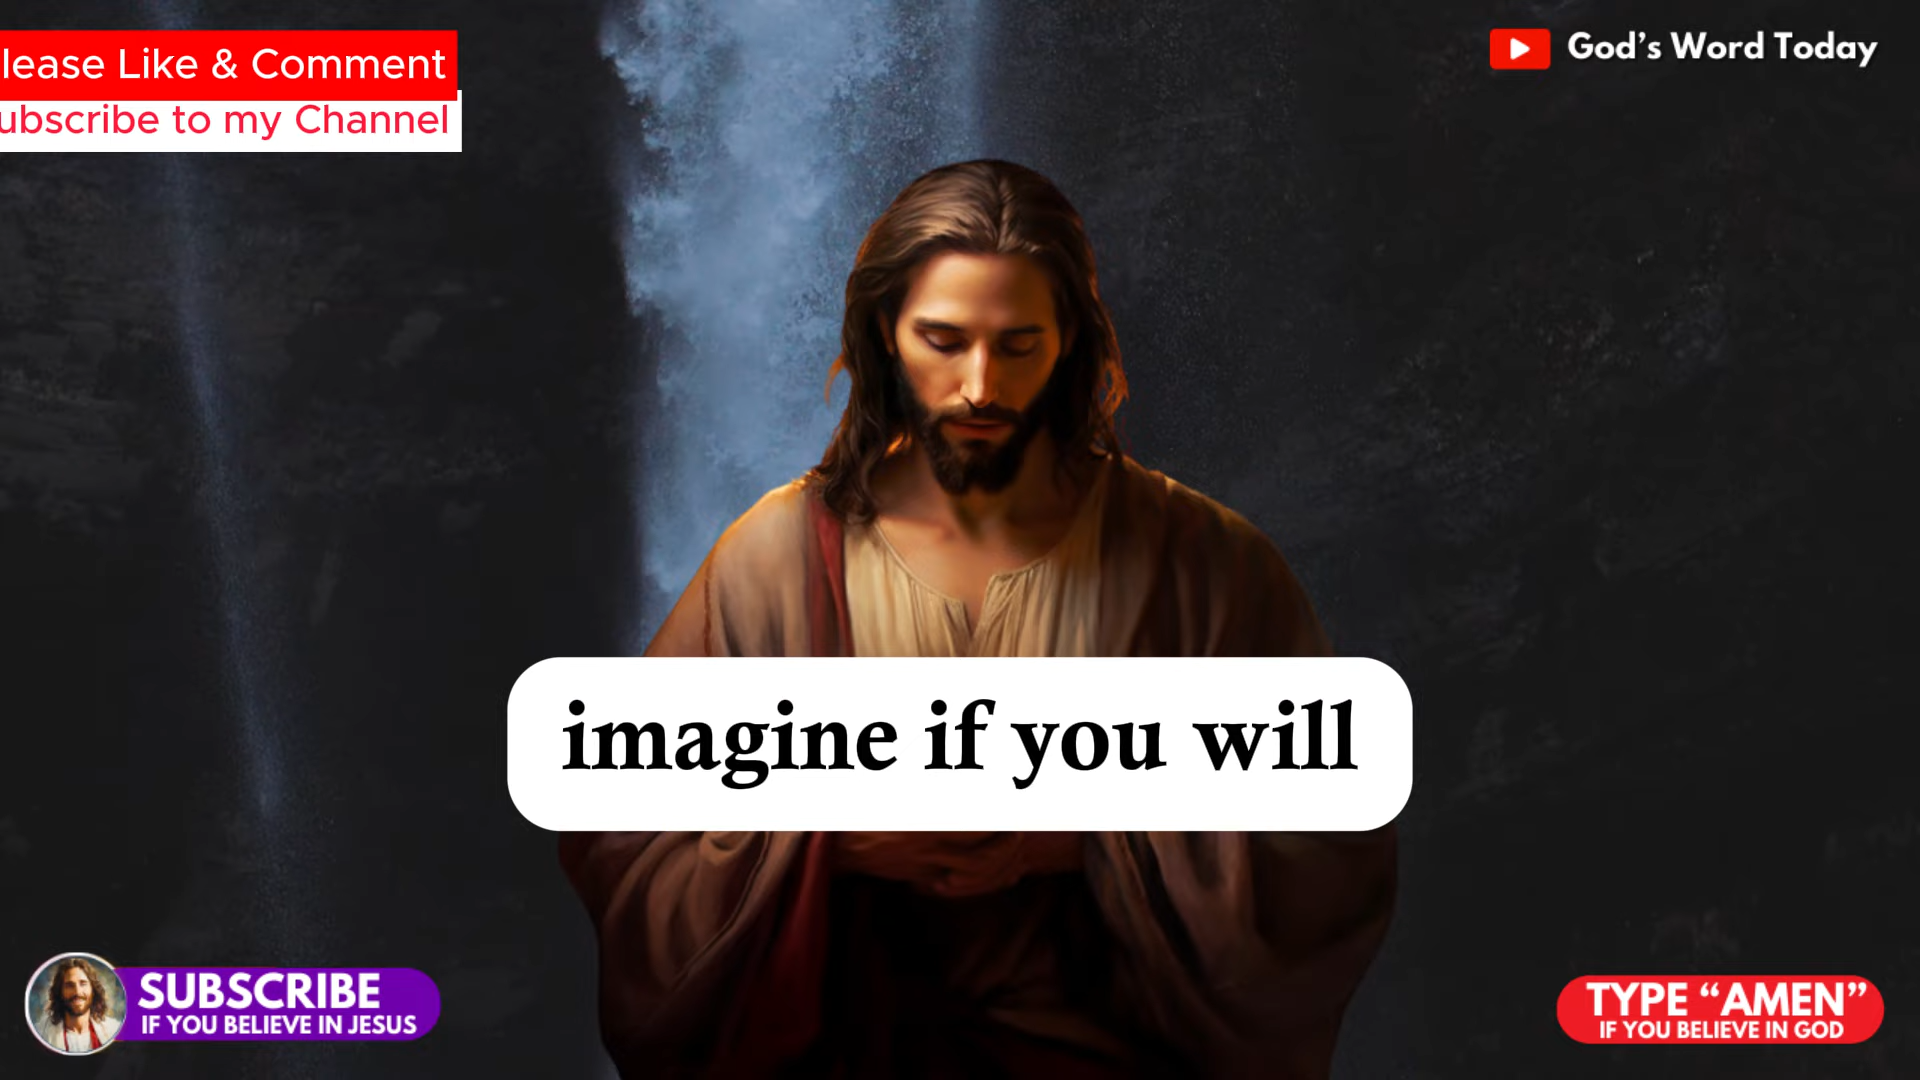 lease Like & Comment
ubscribe to my Channel
God's Word Today
imagine if you will
SUBSCRIBE
IF YOU BELIEVE IN JESUS
TYPE “AMEN”
IF YOU BELIEVE IN GOD